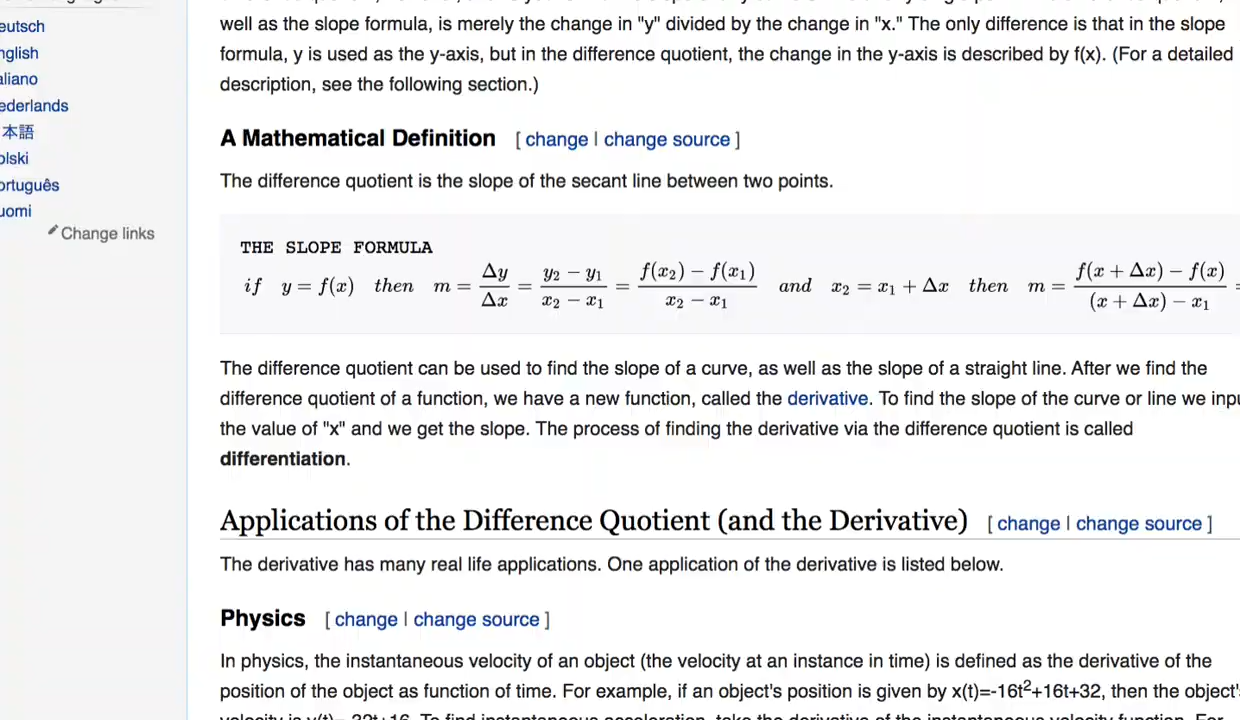 eutsch
nglish
aliano
ederlands
本語
olski
ortuguês
uomi
Change links
well as the slope formula, is merely the change in "y" divided by the change in "x." The only difference is that in the slope
formula, y is used as the y-axis, but in the difference quotient, the change in the y-axis is described by f(x). (For a detailed
description, see the following section.)
A Mathematical Definition [ change | change source ]
The difference quotient is the slope of the secant line between two points.
THE SLOPE FORMULA
if y = f(x) then m = Δy/Δx = (y₂ − y₁)/(x₂ − x₁) = (f(x₂) − f(x₁))/(x₂ − x₁) and x₂ = x₁ + Δx then m = (f(x + Δx) − f(x))/((x + Δx) − x₁) =
The difference quotient can be used to find the slope of a curve, as well as the slope of a straight line. After we find the
difference quotient of a function, we have a new function, called the derivative. To find the slope of the curve or line we inpu
the value of "x" and we get the slope. The process of finding the derivative via the difference quotient is called
differentiation.
Applications of the Difference Quotient (and the Derivative) [ change | change source ]
The derivative has many real life applications. One application of the derivative is listed below.
Physics [ change | change source ]
In physics, the instantaneous velocity of an object (the velocity at an instance in time) is defined as the derivative of the
position of the object as function of time. For example, if an object's position is given by x(t)=-16t²+16t+32, then the object's